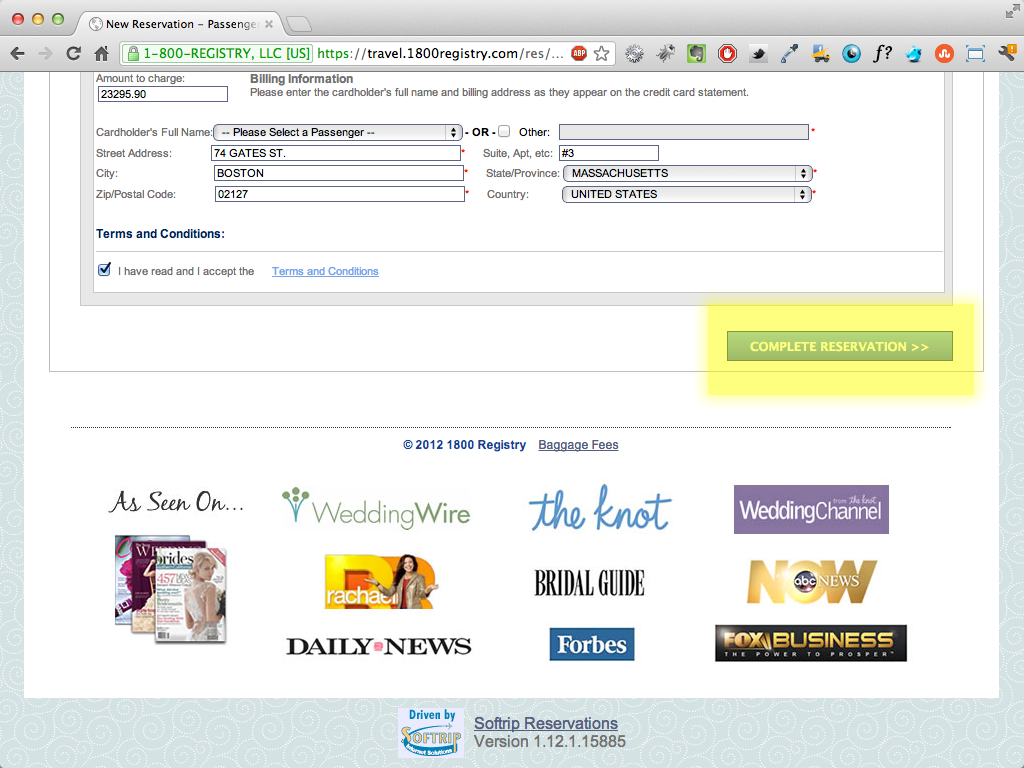 New Reservation – Passenge
1-800-REGISTRY, LLC [US] https://travel.1800registry.com/res/...
ABP
f?
Amount to charge:
23295.90
Billing Information
Please enter the cardholder's full name and billing address as they appear on the credit card statement.
Cardholder's Full Name: -- Please Select a Passenger -- - OR - Other: *
Street Address: 74 GATES ST. * Suite, Apt, etc: #3
City: BOSTON * State/Province: MASSACHUSETTS *
Zip/Postal Code: 02127 * Country: UNITED STATES *
Terms and Conditions:
I have read and I accept the Terms and Conditions
COMPLETE RESERVATION >>
© 2012 1800 Registry Baggage Fees
As Seen On...
WeddingWire
the knot
from the knot
WeddingChannel
brides
457
rachael
R
BRIDAL GUIDE
NOW
abc NEWS
DAILY NEWS
Forbes
FOX BUSINESS
THE POWER TO PROSPER
Driven by
SOFTRIP
Internet Solutions
Softrip Reservations
Version 1.12.1.15885